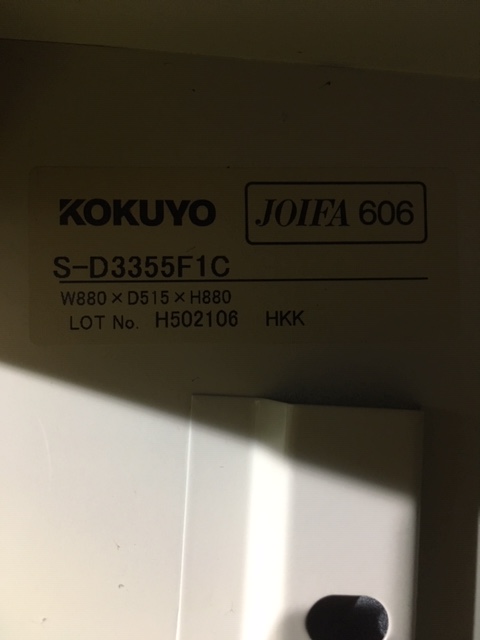 KOKUYO JOIFA 606
S-D3355F1C
W880×D515×H880
LOT No. H502106 HKK